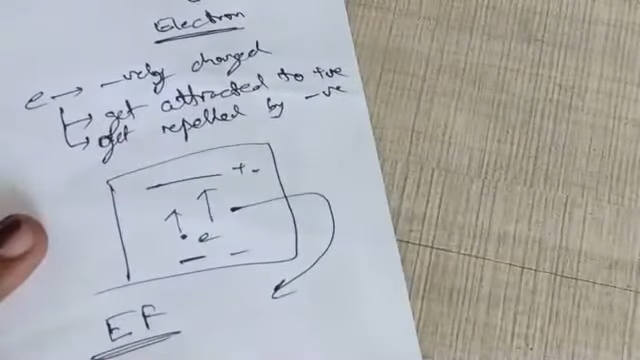 Electron
e → -vely charged
→ get attracted to +ve
→ get repelled by -ve
+
e
-
EF